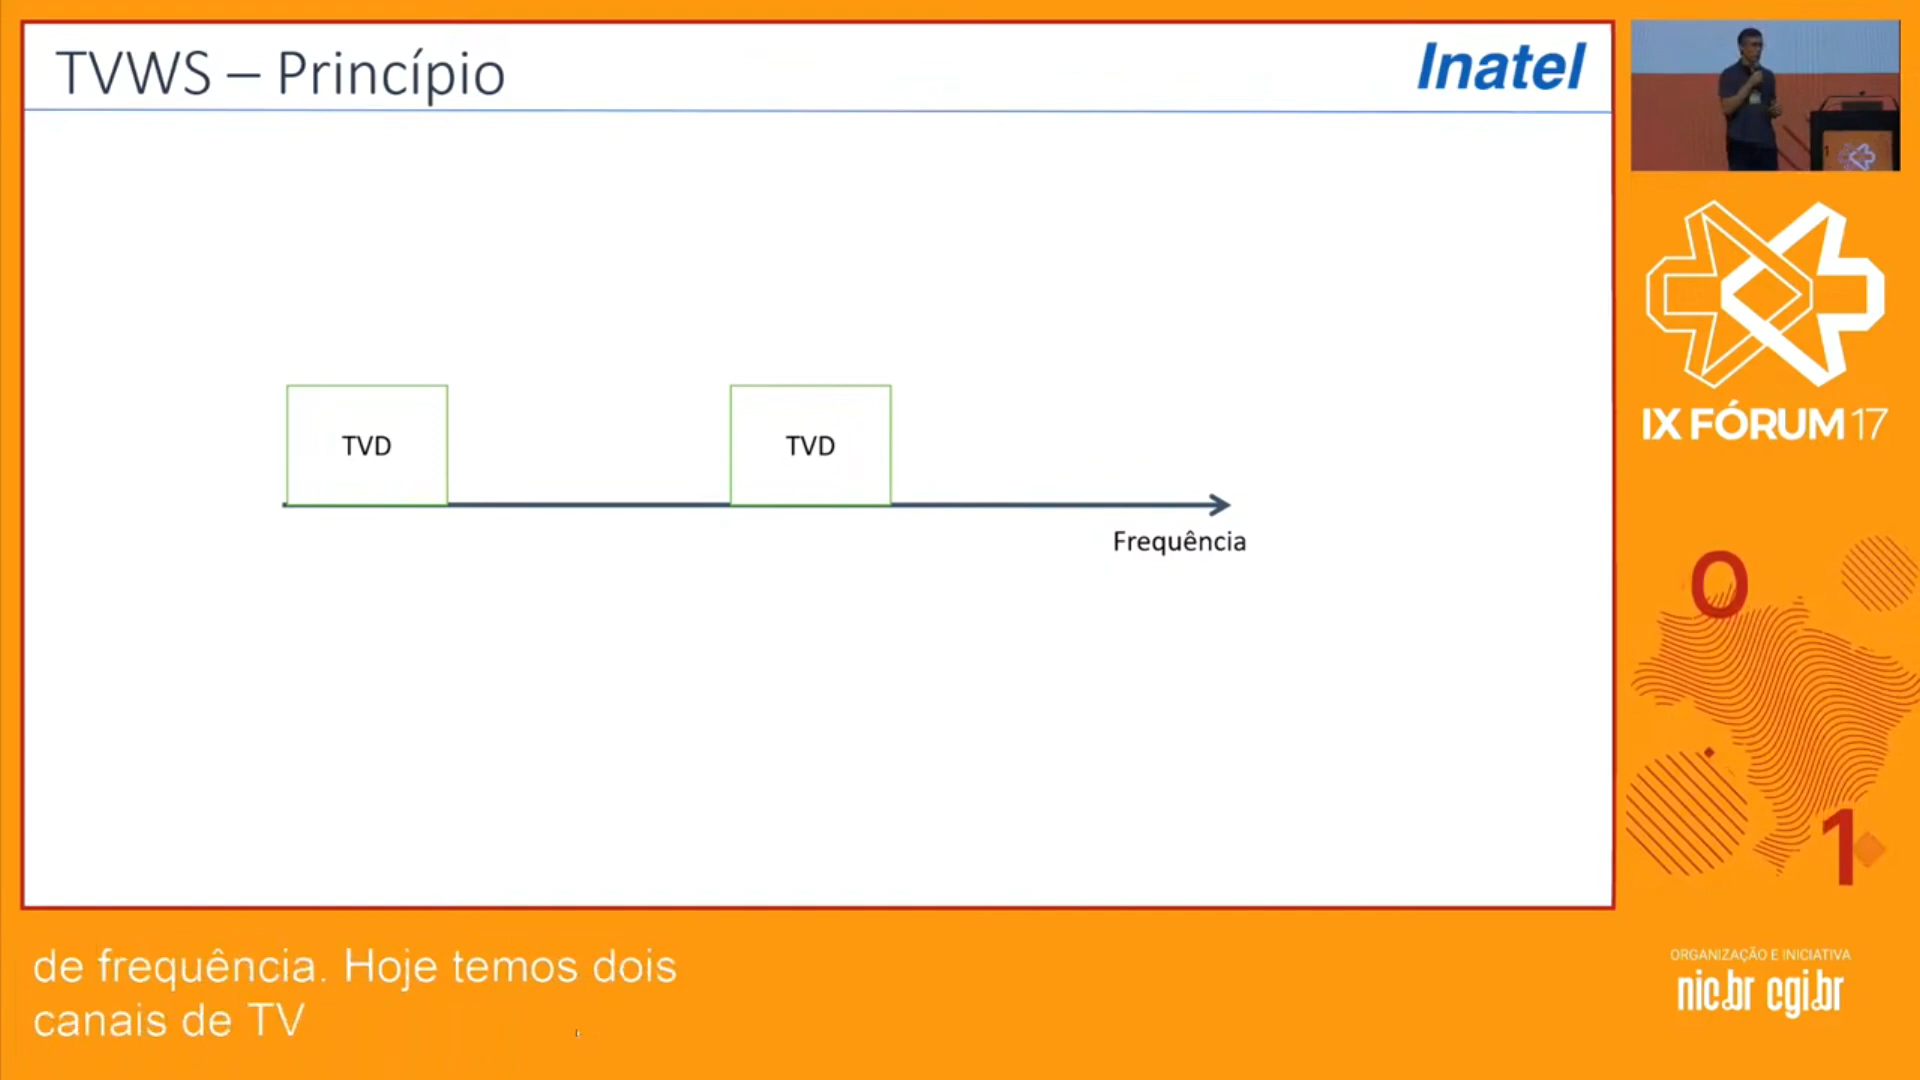 TVWS – Princípio
Inatel
TVD
TVD
Frequência
IX FÓRUM 17
0
1
de frequência. Hoje temos dois
canais de TV
ORGANIZAÇÃO E INICIATIVA
nic.br cgi.br